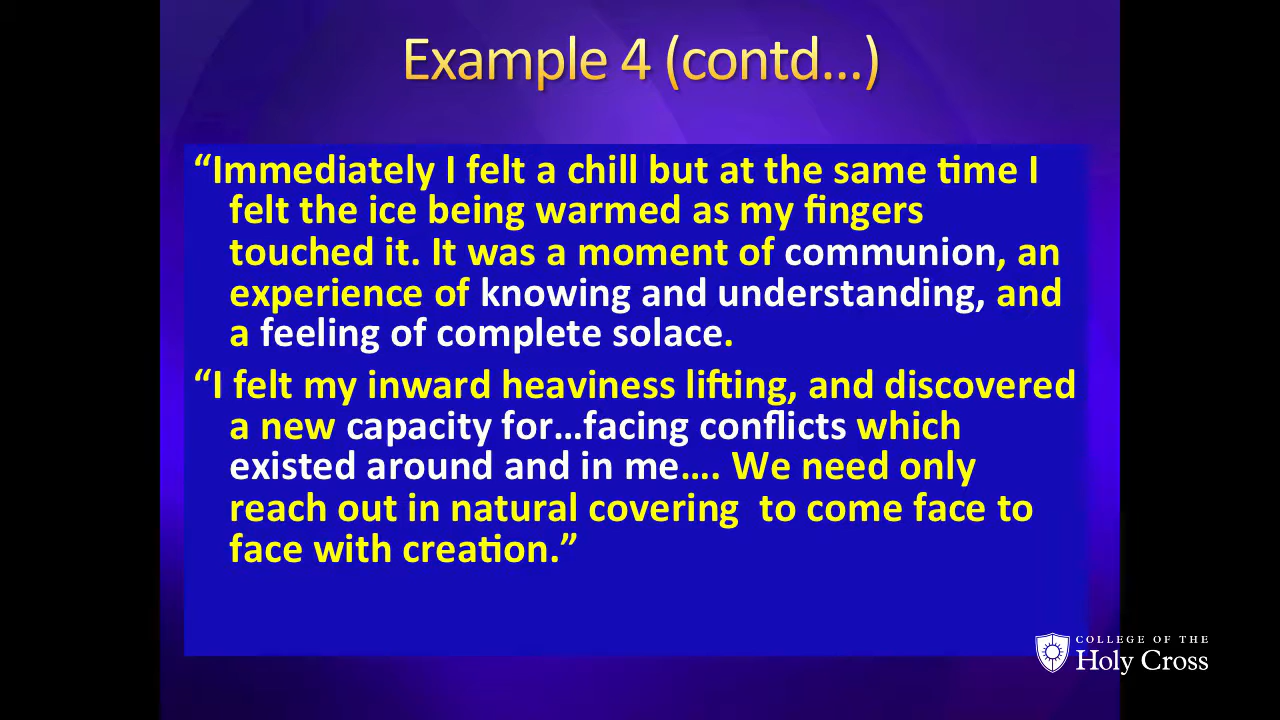 Example 4 (contd…)
“Immediately I felt a chill but at the same time I
felt the ice being warmed as my fingers
touched it. It was a moment of communion, an
experience of knowing and understanding, and
a feeling of complete solace.
“I felt my inward heaviness lifting, and discovered
a new capacity for…facing conflicts which
existed around and in me…. We need only
reach out in natural covering  to come face to
face with creation.”
COLLEGE OF THE
Holy Cross